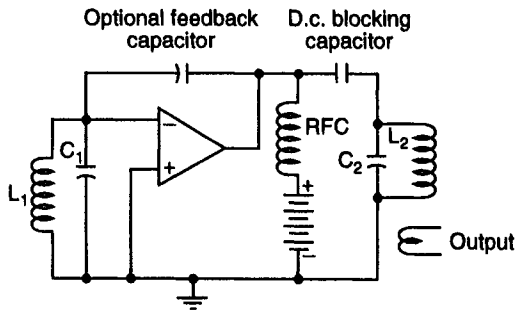 Optional feedback
capacitor
D.c. blocking
capacitor
−
+
RFC
C1
L1
+
−
C2
L2
Output